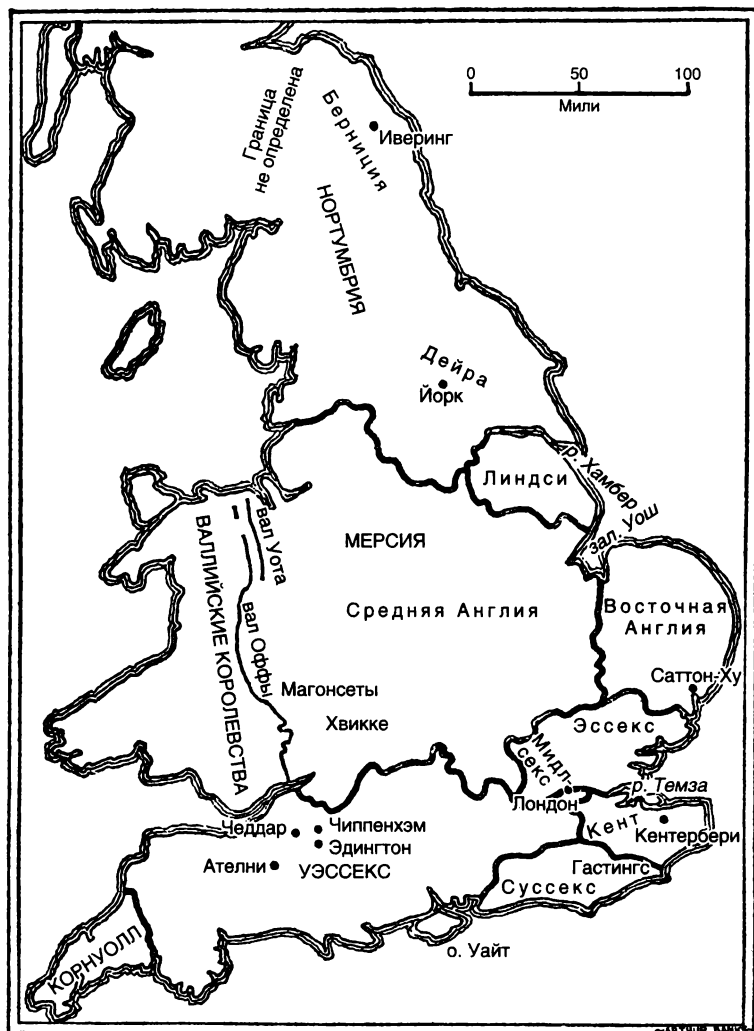 0 50 100
Мили
Граница
не определена
Берниция
Иверинг
НОРТУМБРИЯ
Дейра
Йорк
Линдси
р. Хамбер
зал. Уош
ВАЛЛИЙСКИЕ КОРОЛЕВСТВА
вал Уота
вал Оффы
МЕРСИЯ
Средняя Англия
Восточная
Англия
Саттон-Ху
Магонсеты
Хвикке
Эссекс
Мидл-
секс
Лондон
р. Темза
Кент
Кентербери
Чеддар
Чиппенхэм
Эдингтон
Ателни
УЭССЕКС
Гастингс
Суссекс
КОРНУОЛЛ
о. Уайт